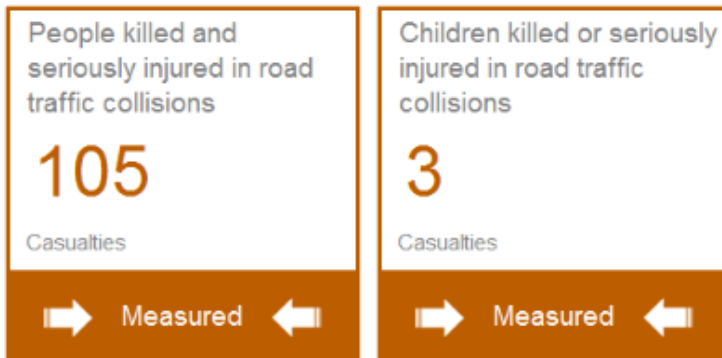 People killed and
seriously injured in road
traffic collisions
105
Casualties
Measured
Children killed or seriously
injured in road traffic
collisions
3
Casualties
Measured